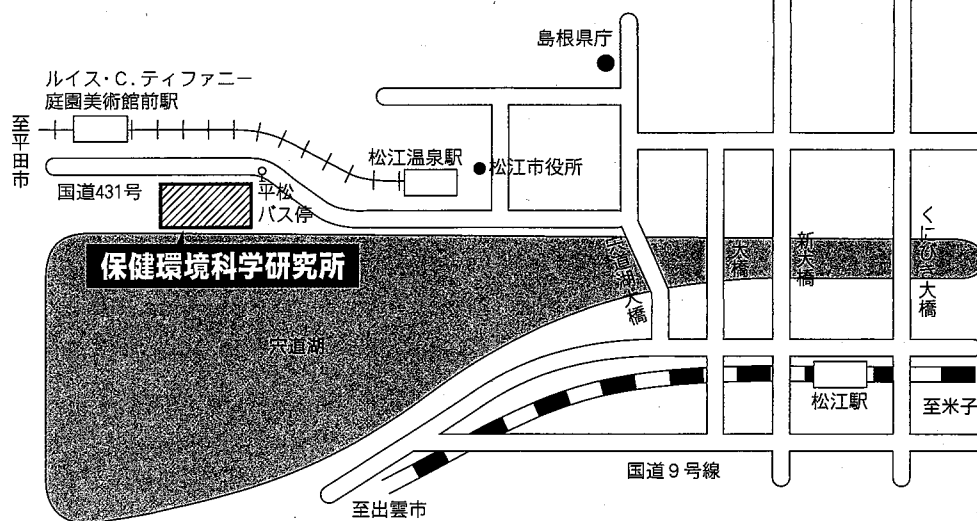 島根県庁
ルイス・C.ティファニー
庭園美術館前駅
至平田市
松江温泉駅
松江市役所
国道431号
平松
バス停
保健環境科学研究所
宍道湖
宍道湖大橋
大橋
新大橋
くにびき大橋
松江駅
至米子
国道9号線
至出雲市